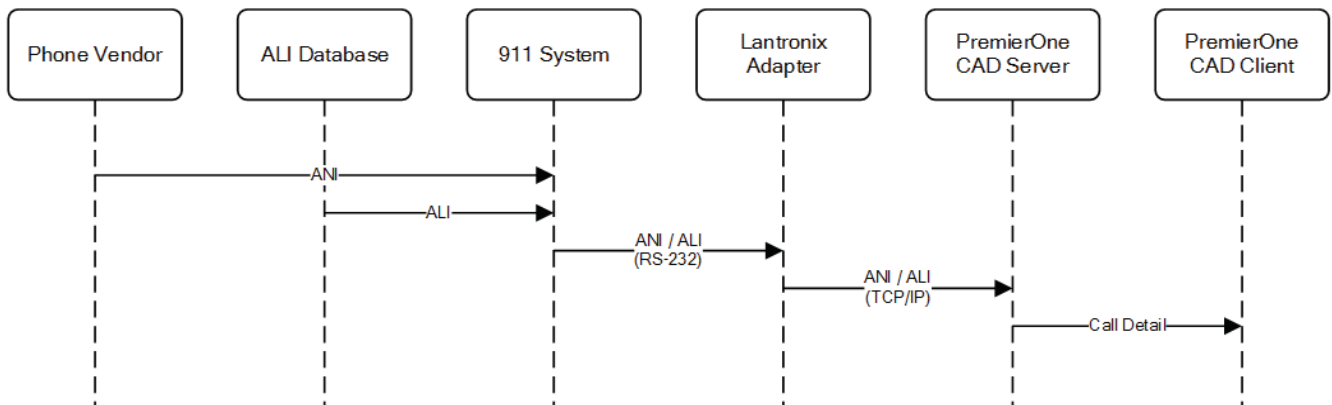 Phone Vendor
ALI Database
911 System
Lantronix
Adapter
PremierOne
CAD Server
PremierOne
CAD Client
ANI
ALI
ANI / ALI
(RS-232)
ANI / ALI
(TCP/IP)
Call Detail